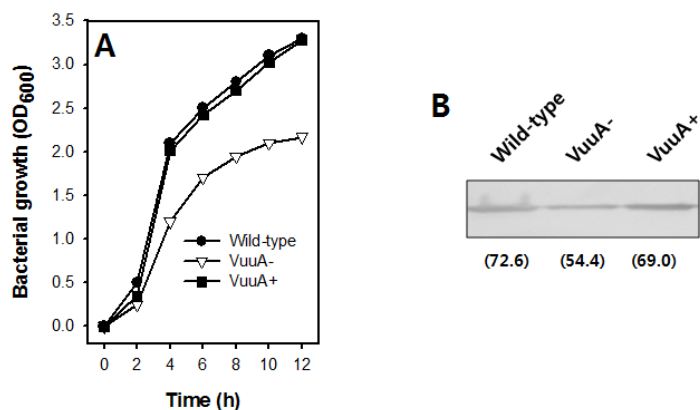 A
Bacterial growth (OD600)
3.5
3.0
2.5
2.0
1.5
1.0
0.5
0.0
Wild-type
VuuA-
VuuA+
0 2 4 6 8 10 12
Time (h)
B
Wild-type VuuA- VuuA+
(72.6) (54.4) (69.0)